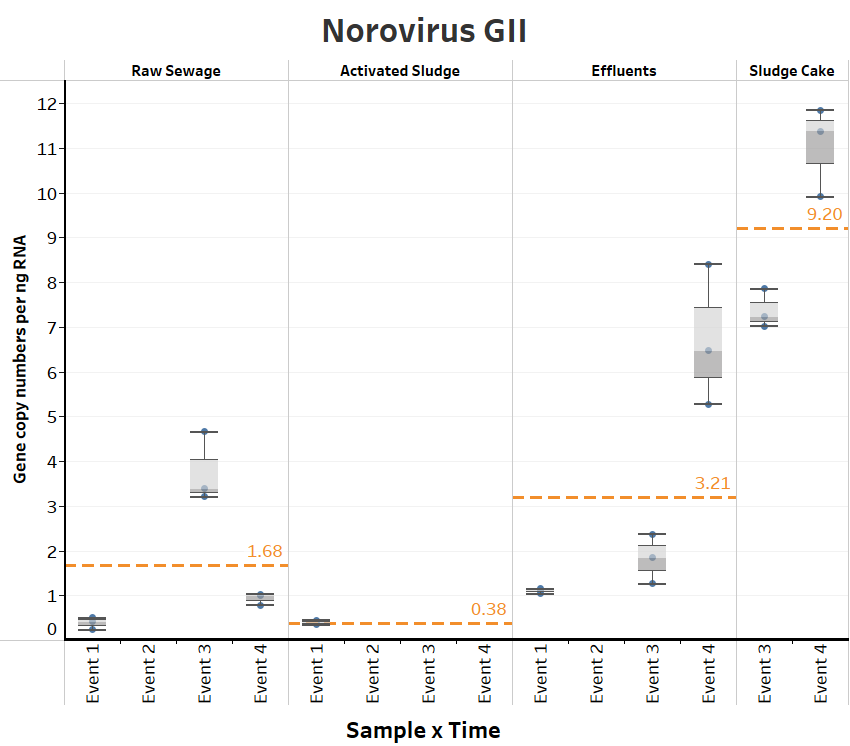 Norovirus GII
Raw Sewage
Activated Sludge
Effluents
Sludge Cake
Gene copy numbers per ng RNA
12
11
10
9
8
7
6
5
4
3
2
1
0
1.68
0.38
3.21
9.20
Event 1
Event 2
Event 3
Event 4
Event 1
Event 2
Event 3
Event 4
Event 1
Event 2
Event 3
Event 4
Event 3
Event 4
Sample x Time